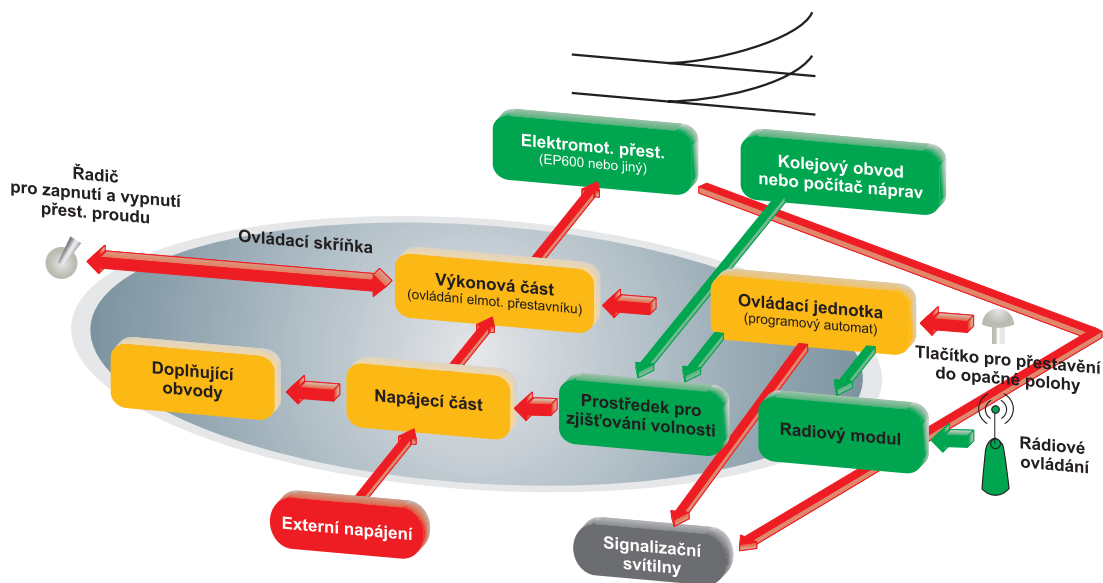 Elektromot. přest.
(EP600 nebo jiný)
Kolejový obvod
nebo počítač náprav
Řadič
pro zapnutí a vypnutí
přest. proudu
Ovládací skříňka
Výkonová část
(ovládání elmot. přestavníku)
Ovládací jednotka
(programový automat)
Tlačítko pro přestavění
do opačné polohy
Doplňující
obvody
Napájecí část
Prostředek pro
zjišťování volnosti
Radiový modul
Rádiové
ovládání
Externí napájení
Signalizační
svítilny